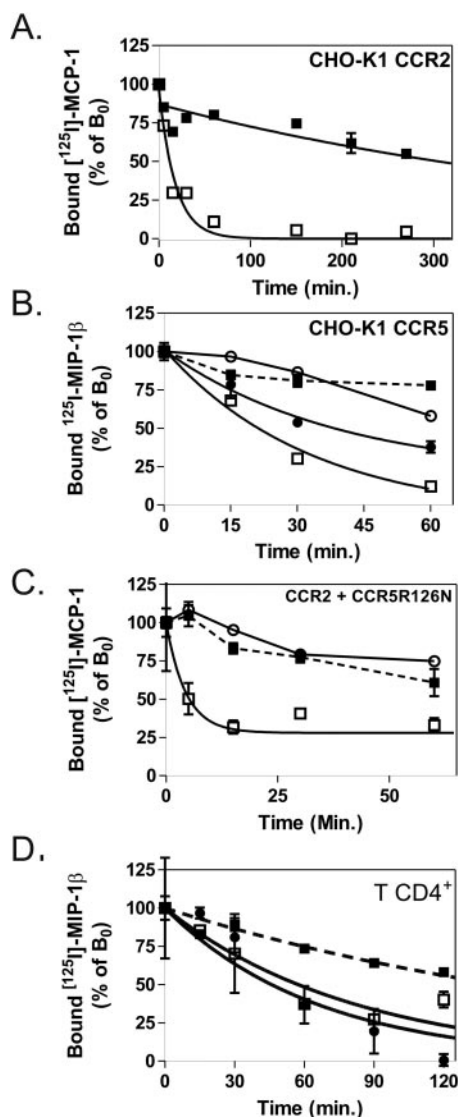 A.
CHO-K1 CCR2
Bound [¹²⁵I]-MCP-1
(% of B₀)
125
100
75
50
25
0
0 100 200 300
Time (min.)
B.
CHO-K1 CCR5
Bound ¹²⁵I-MIP-1β
(% of B₀)
125
100
75
50
25
0
0 15 30 45 60
Time (min.)
C.
CCR2 + CCR5R126N
Bound [¹²⁵I]-MCP-1
(% of B₀)
125
100
75
50
25
0
0 30 50
Time (Min.)
D.
T CD4⁺
Bound [¹²⁵I]-MIP-1β
(% of B₀)
125
100
75
50
25
0
0 30 60 90 120
Time (min.)